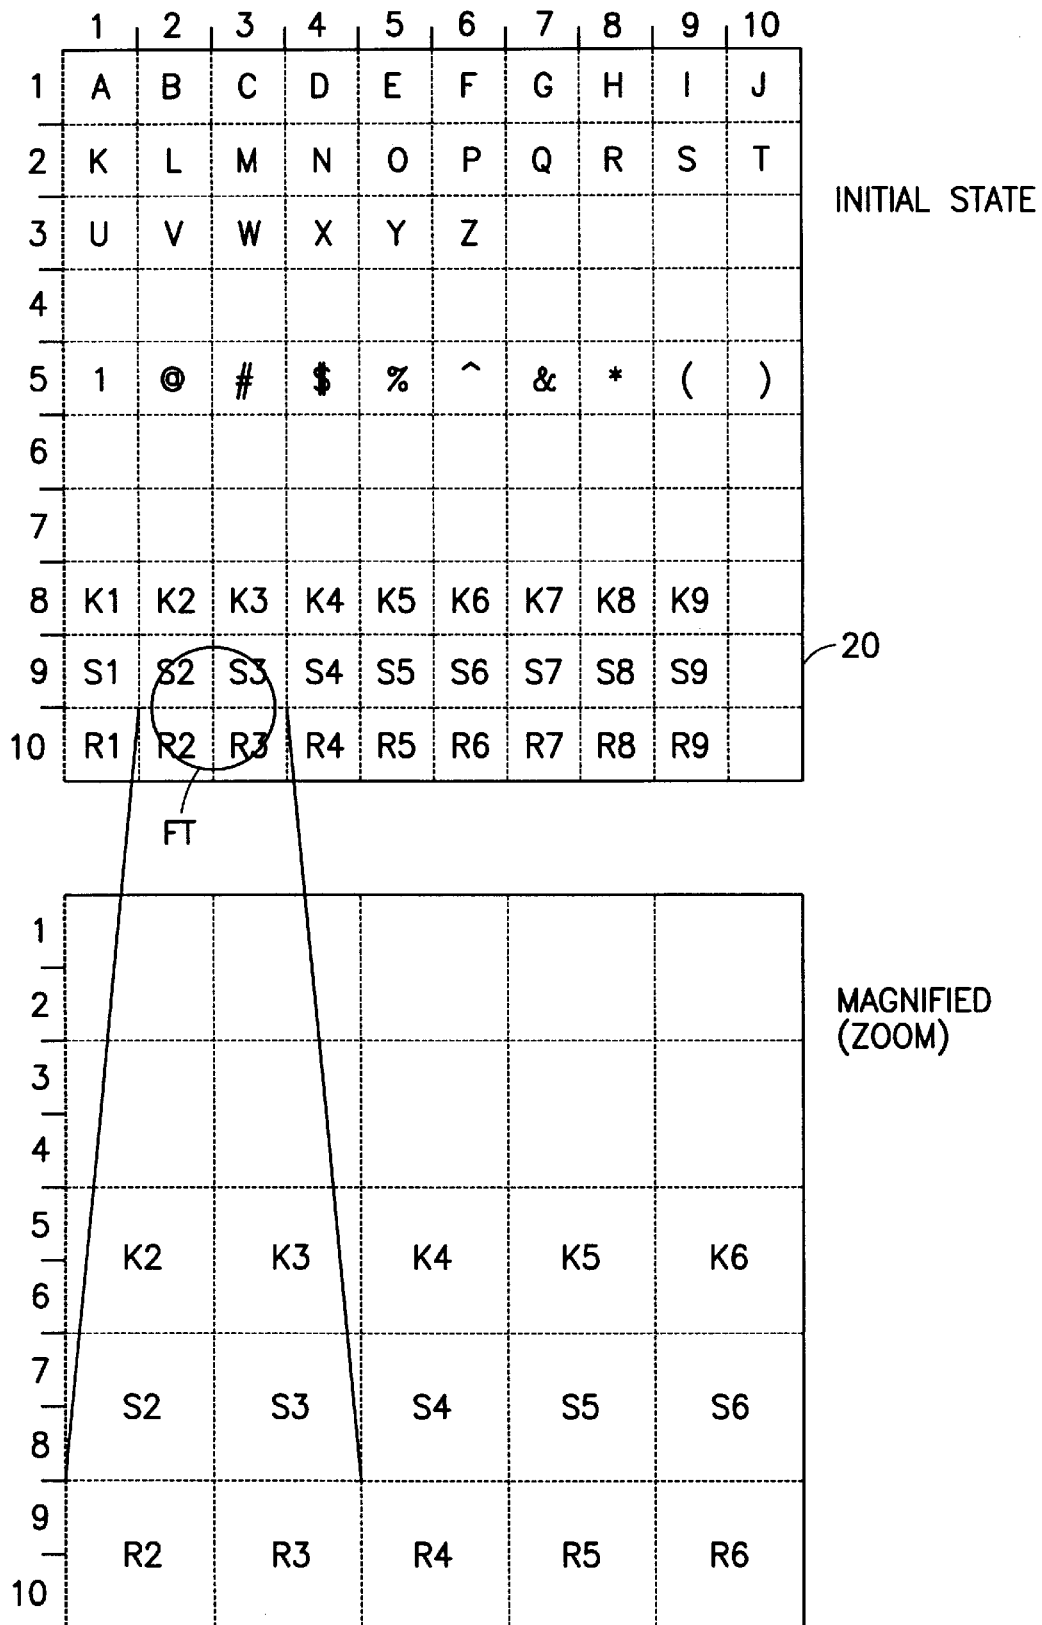 1 2 3 4 5 6 7 8 9 10
1 A B C D E F G H I J
2 K L M N O P Q R S T
INITIAL STATE
3 U V W X Y Z
4
5 1 @ # $ % ^ & * ( )
6
7
8 K1 K2 K3 K4 K5 K6 K7 K8 K9
20
9 S1 S2 S3 S4 S5 S6 S7 S8 S9
10 R1 R2 R3 R4 R5 R6 R7 R8 R9
FT
1
2
MAGNIFIED
(ZOOM)
3
4
5
K2 K3 K4 K5 K6
6
7
S2 S3 S4 S5 S6
8
9
R2 R3 R4 R5 R6
10